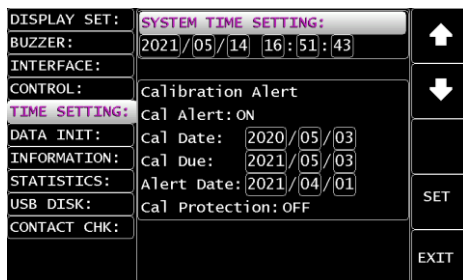 DISPLAY SET:
BUZZER:
INTERFACE:
CONTROL:
TIME SETTING:
DATA INIT:
INFORMATION:
STATISTICS:
USB DISK:
CONTACT CHK:
SYSTEM TIME SETTING:
2021/05/14 16:51:43
Calibration Alert
Cal Alert:ON
Cal Date: 2020/05/03
Cal Due: 2021/05/03
Alert Date:2021/04/01
Cal Protection:OFF
SET
EXIT